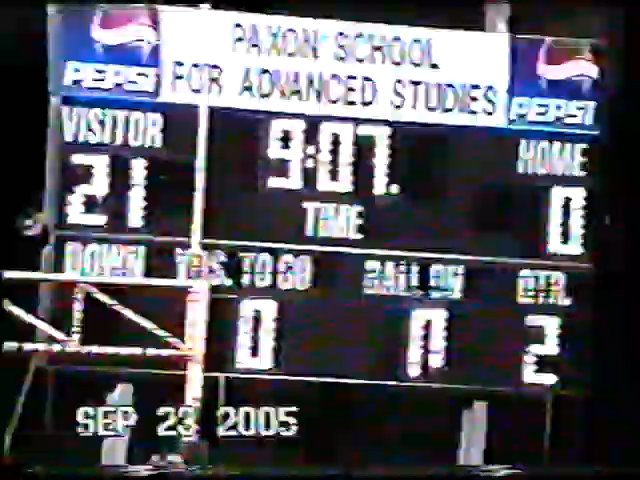 PAXON SCHOOL
FOR ADVANCED STUDIES
PEPSI
PEPSI
VISITOR
9:07.
HOME
21
TIME
0
DOWN YDS. TO GO BALL ON QTR.
0 0 2
SEP 23 2005